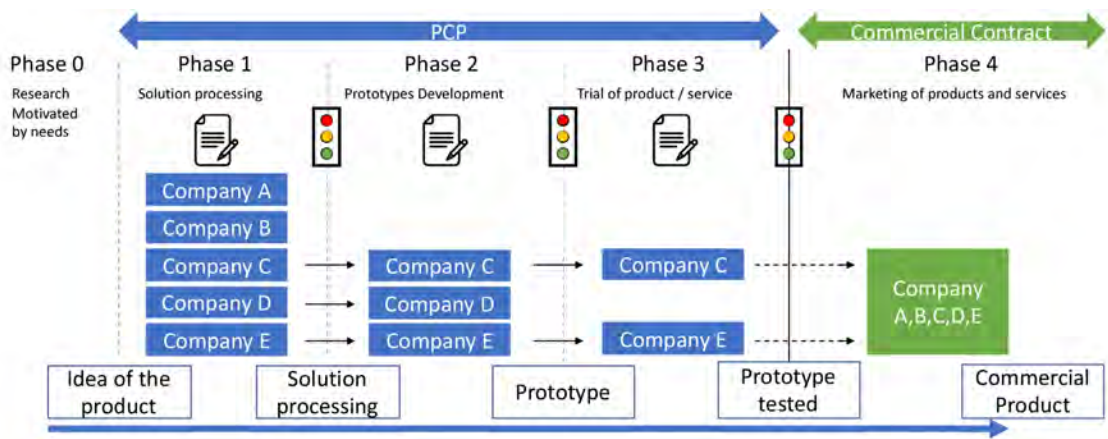 PCP
Commercial Contract
Phase 0
Phase 1
Phase 2
Phase 3
Phase 4
Research
Motivated
by needs
Solution processing
Prototypes Development
Trial of product / service
Marketing of products and services
Company A
Company B
Company C
Company C
Company C
Company D
Company D
Company
A,B,C,D,E
Company E
Company E
Company E
Idea of the
product
Solution
processing
Prototype
Prototype
tested
Commercial
Product